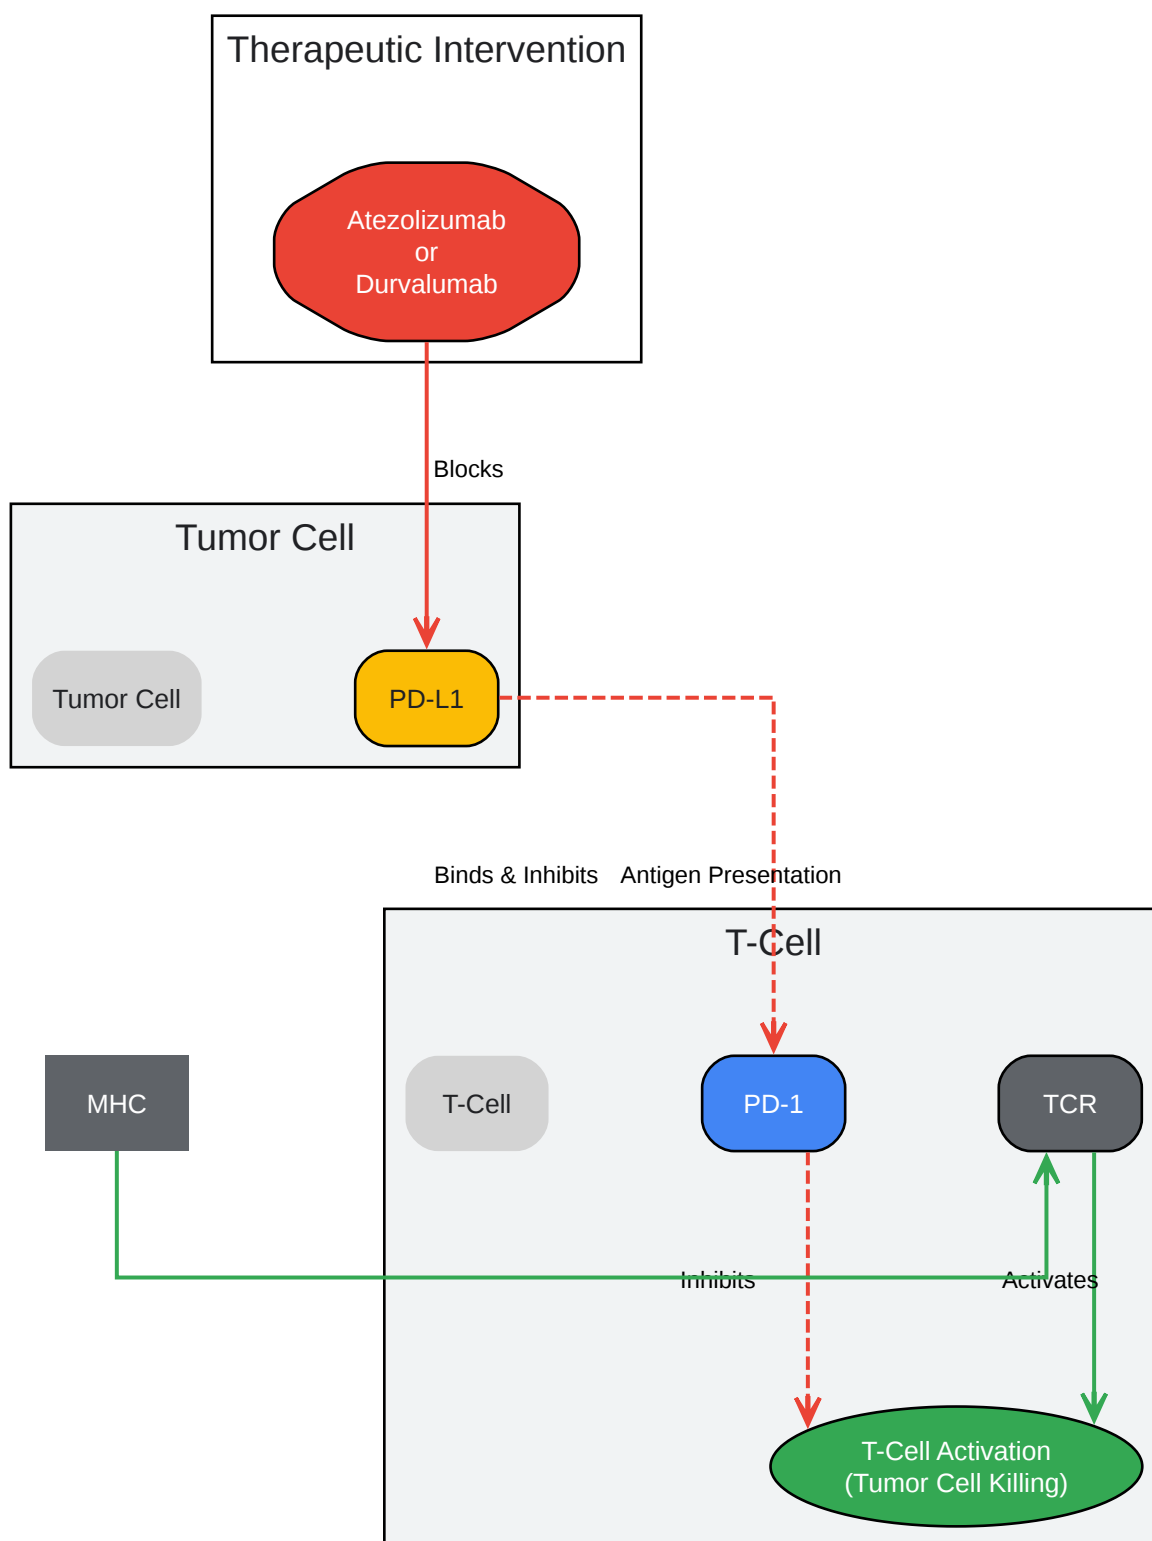 Therapeutic Intervention
Atezolizumab
or
Durvalumab
Blocks
Tumor Cell
Tumor Cell
PD-L1
Binds & Inhibits
Antigen Presentation
T-Cell
MHC
T-Cell
PD-1
TCR
Inhibits
Activates
T-Cell Activation
(Tumor Cell Killing)